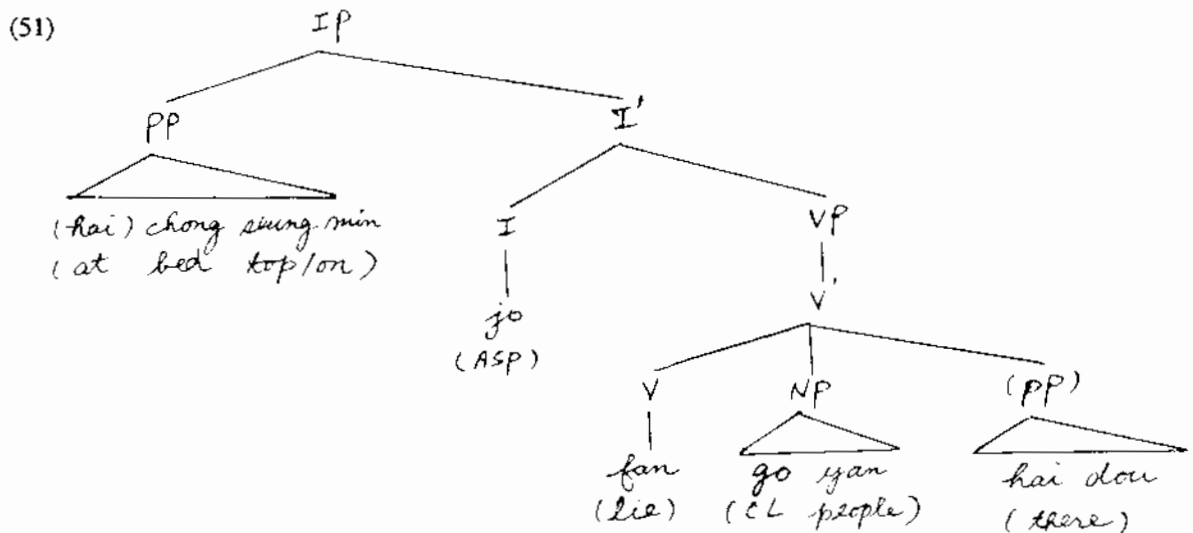 (51)
IP
PP I'
(hai) chong seung min
(at bed top/on)
I VP
jo
(ASP)
V'
V NP (PP)
fan go yan hai dou
(lie) (CL people) (there)